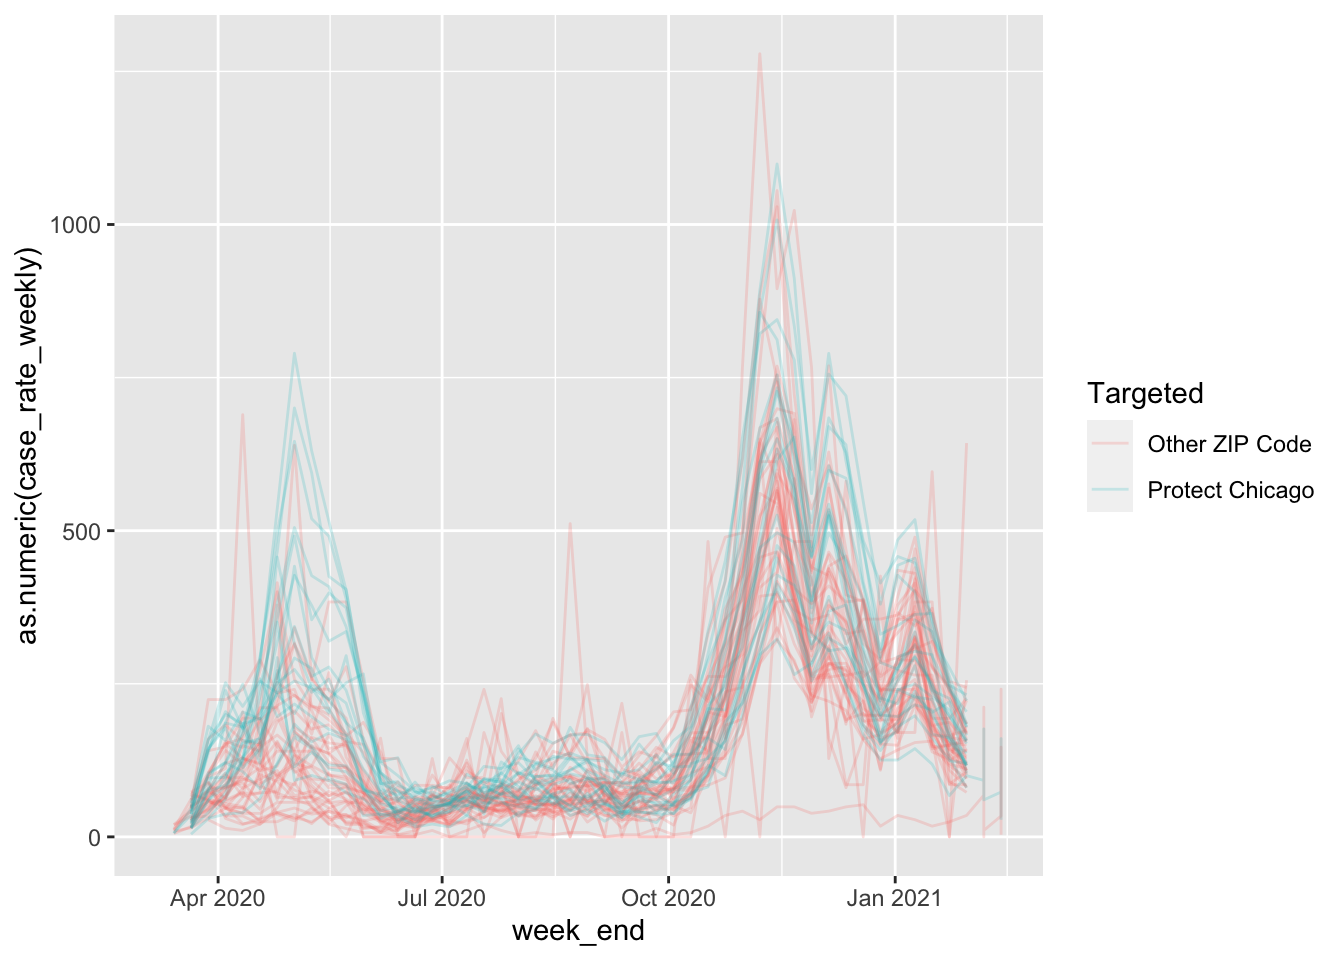 as.numeric(case_rate_weekly)
1000
500
0
Apr 2020
Jul 2020
Oct 2020
Jan 2021
week_end
Targeted
Other ZIP Code
Protect Chicago